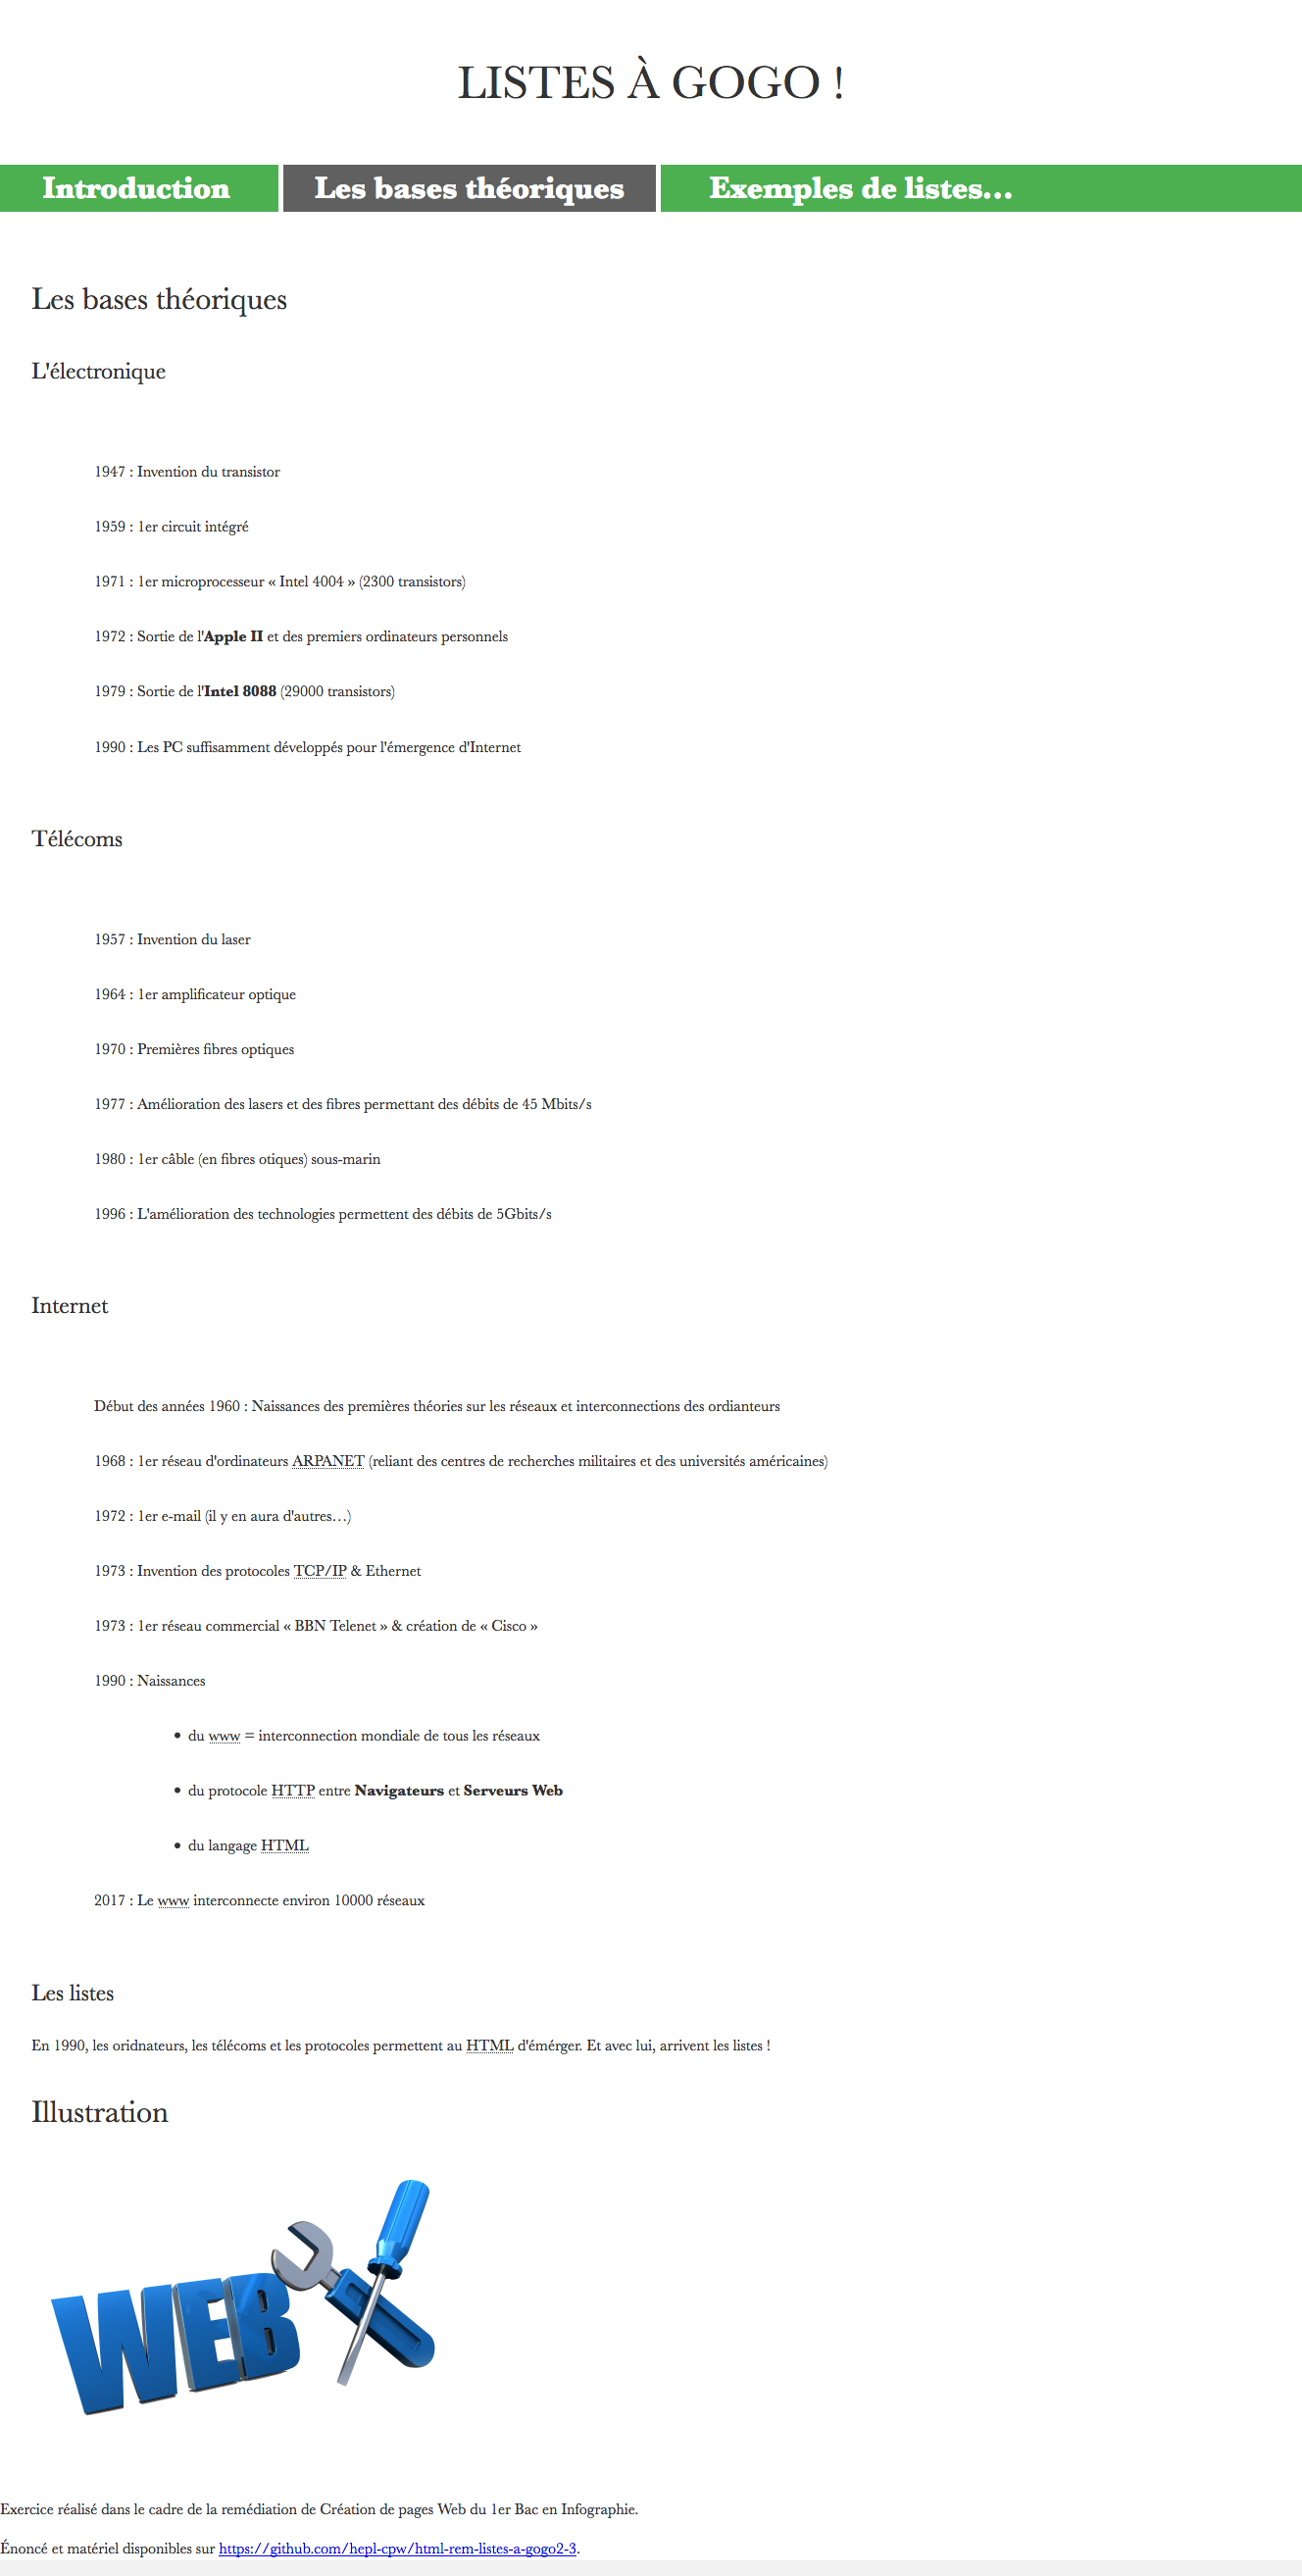 LISTES À GOGO !
Introduction
Les bases théoriques
Exemples de listes…
Les bases théoriques
L'électronique
1947 : Invention du transistor
1959 : 1er circuit intégré
1971 : 1er microprocesseur « Intel 4004 » (2300 transistors)
1972 : Sortie de l'Apple II et des premiers ordinateurs personnels
1979 : Sortie de l'Intel 8088 (29000 transistors)
1990 : Les PC suffisamment développés pour l'émergence d'Internet
Télécoms
1957 : Invention du laser
1964 : 1er amplificateur optique
1970 : Premières fibres optiques
1977 : Amélioration des lasers et des fibres permettant des débits de 45 Mbits/s
1980 : 1er câble (en fibres otiques) sous-marin
1996 : L'amélioration des technologies permettent des débits de 5Gbits/s
Internet
Début des années 1960 : Naissances des premières théories sur les réseaux et interconnections des ordianteurs
1968 : 1er réseau d'ordinateurs ARPANET (reliant des centres de recherches militaires et des universités américaines)
1972 : 1er e-mail (il y en aura d'autres…)
1973 : Invention des protocoles TCP/IP & Ethernet
1973 : 1er réseau commercial « BBN Telenet » & création de « Cisco »
1990 : Naissances
• du www = interconnection mondiale de tous les réseaux
• du protocole HTTP entre Navigateurs et Serveurs Web
• du langage HTML
2017 : Le www interconnecte environ 10000 réseaux
Les listes
En 1990, les oridnateurs, les télécoms et les protocoles permettent au HTML d'émérger. Et avec lui, arrivent les listes !
Illustration
WEB
Exercice réalisé dans le cadre de la remédiation de Création de pages Web du 1er Bac en Infographie.
Énoncé et matériel disponibles sur https://github.com/hepl-cpw/html-rem-listes-a-gogo2-3.